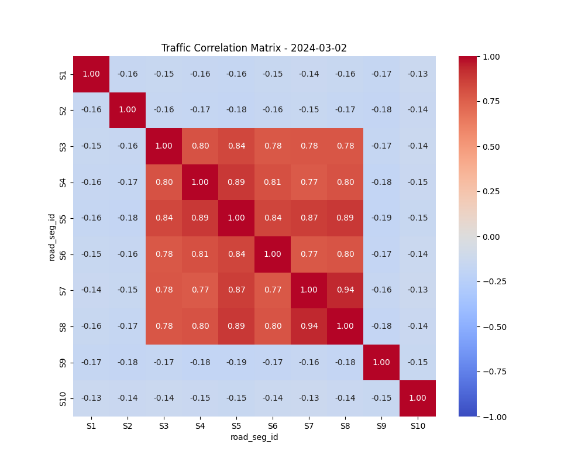 Traffic Correlation Matrix - 2024-03-02
S1 1.00 -0.16 -0.15 -0.16 -0.16 -0.15 -0.14 -0.16 -0.17 -0.13
S2 -0.16 1.00 -0.16 -0.17 -0.18 -0.16 -0.15 -0.17 -0.18 -0.14
S3 -0.15 -0.16 1.00 0.80 0.84 0.78 0.78 0.78 -0.17 -0.14
S4 -0.16 -0.17 0.80 1.00 0.89 0.81 0.77 0.80 -0.18 -0.15
S5 -0.16 -0.18 0.84 0.89 1.00 0.84 0.87 0.89 -0.19 -0.15
S6 -0.15 -0.16 0.78 0.81 0.84 1.00 0.77 0.80 -0.17 -0.14
S7 -0.14 -0.15 0.78 0.77 0.87 0.77 1.00 0.94 -0.16 -0.13
S8 -0.16 -0.17 0.78 0.80 0.89 0.80 0.94 1.00 -0.18 -0.14
S9 -0.17 -0.18 -0.17 -0.18 -0.19 -0.17 -0.16 -0.18 1.00 -0.15
S10 -0.13 -0.14 -0.14 -0.15 -0.15 -0.14 -0.13 -0.14 -0.15 1.00
S1 S2 S3 S4 S5 S6 S7 S8 S9 S10
road_seg_id
road_seg_id
1.00
0.75
0.50
0.25
0.00
−0.25
−0.50
−0.75
−1.00